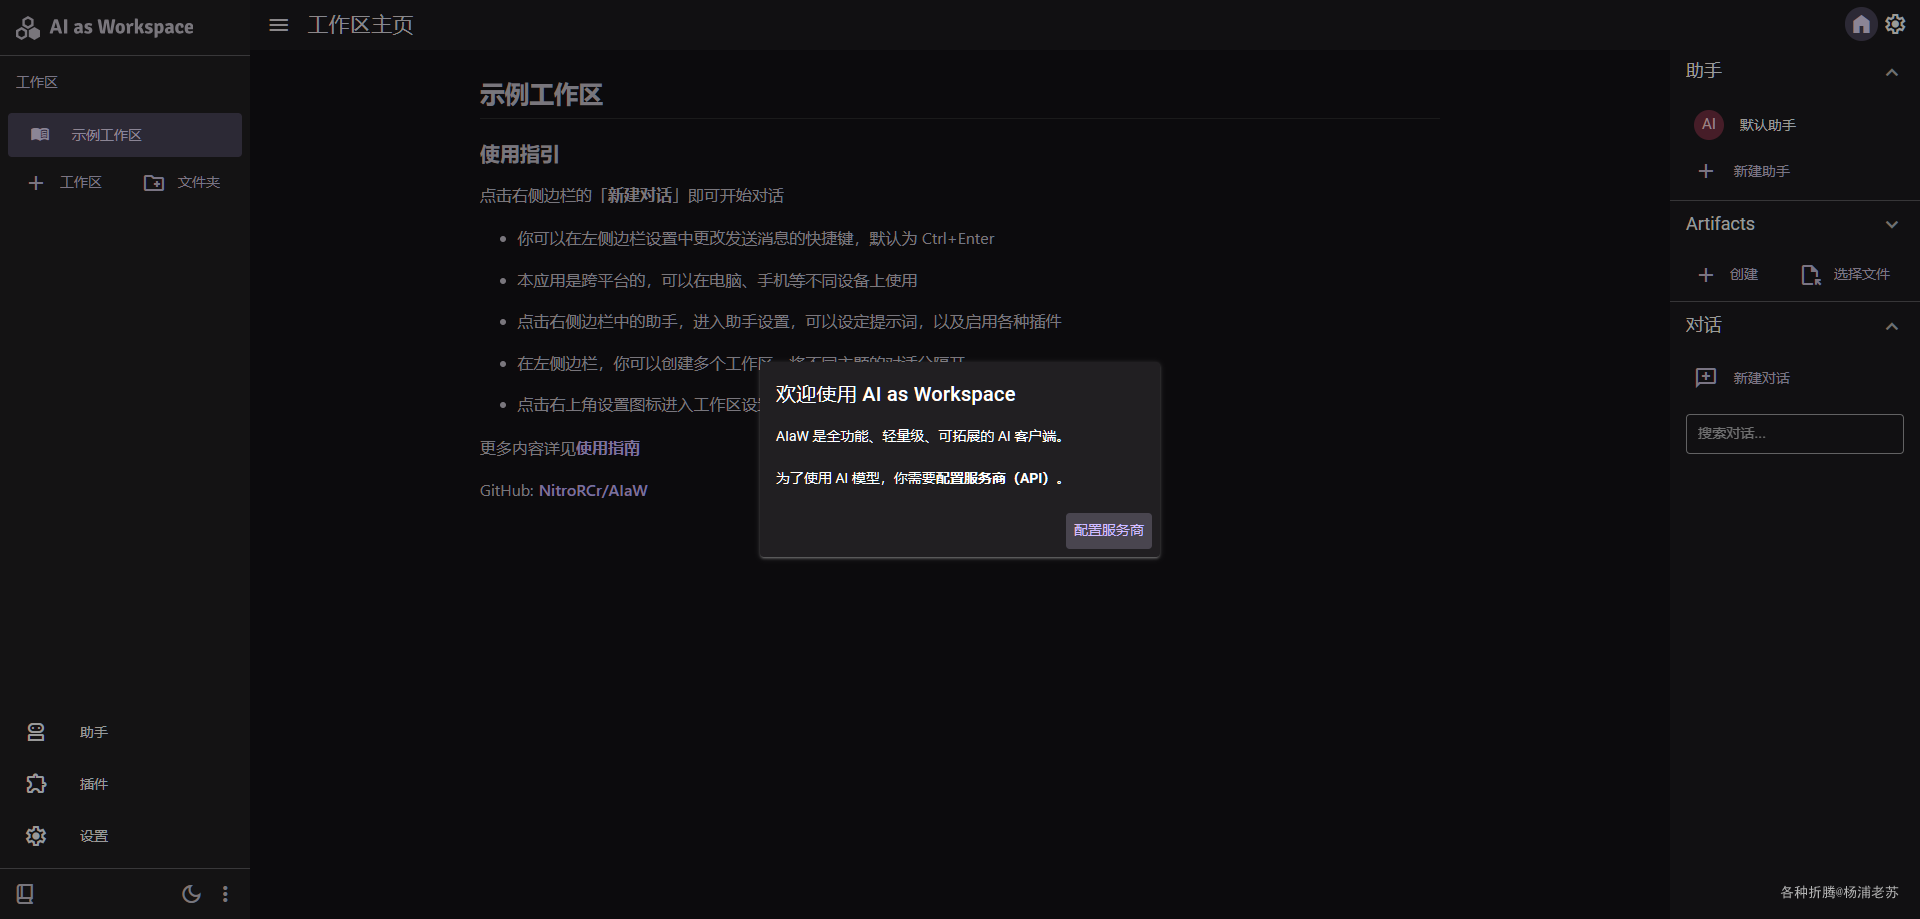 AI as Workspace
工作区主页
工作区
示例工作区
工作区
文件夹
助手
插件
设置
示例工作区
使用指引
点击右侧边栏的「新建对话」即可开始对话
你可以在左侧边栏设置中更改发送消息的快捷键，默认为 Ctrl+Enter
本应用是跨平台的，可以在电脑、手机等不同设备上使用
点击右侧边栏中的助手，进入助手设置，可以设定提示词，以及启用各种插件
在左侧边栏，你可以创建多个工作区，将不同主题的对话分隔开
点击右上角设置图标进入工作区设
更多内容详见使用指南
GitHub: NitroRCr/AIaW
欢迎使用 AI as Workspace
AIaW 是全功能、轻量级、可拓展的 AI 客户端。
为了使用 AI 模型，你需要配置服务商（API）。
配置服务商
助手
AI 默认助手
新建助手
Artifacts
创建
选择文件
对话
新建对话
搜索对话...
各种折腾@杨浦老苏